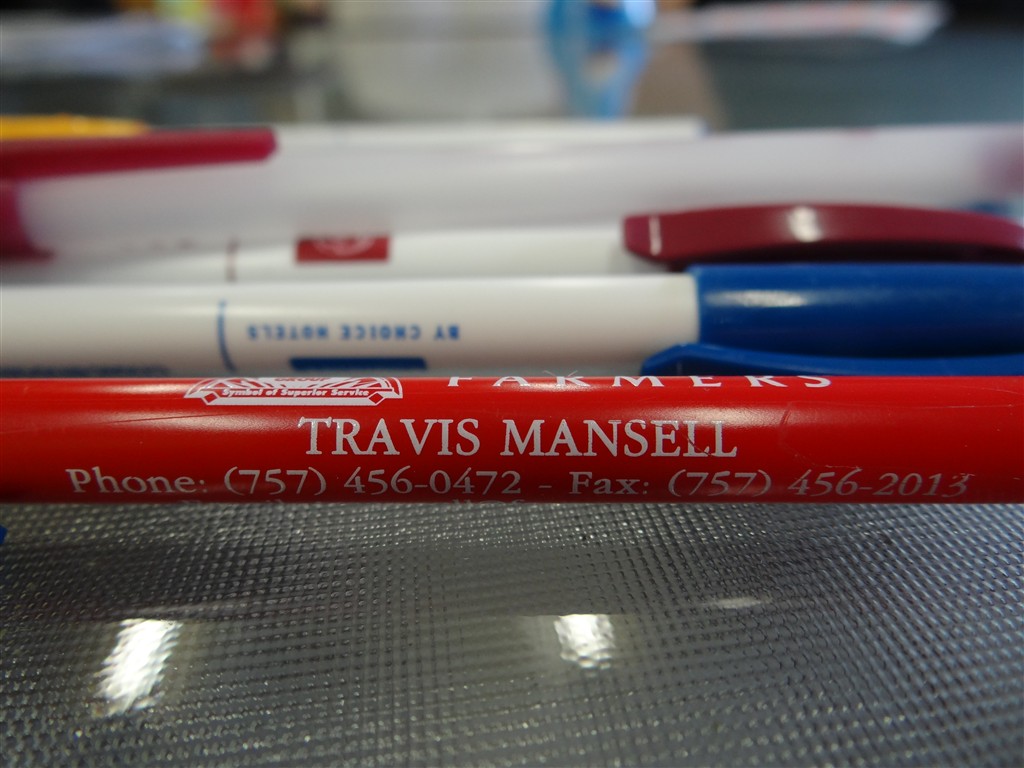 BY CHOICE HOTELS
Symbol of Superior Service
FARMERS
TRAVIS MANSELL
Phone: (757) 456-0472 - Fax: (757) 456-2013